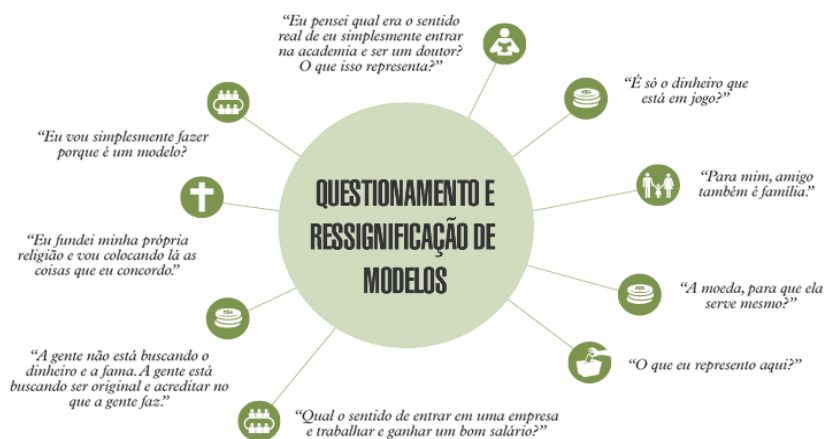 “Eu pensei qual era o sentido
real de eu simplesmente entrar
na academia e ser um doutor?
O que isso representa?”
“É só o dinheiro que
está em jogo?”
“Eu vou simplesmente fazer
porque é um modelo?
“Para mim, amigo
também é família.”
QUESTIONAMENTO E
RESSIGNIFICAÇÃO DE
MODELOS
“Eu fundei minha própria
religião e vou colocando lá as
coisas que eu concordo.”
“A moeda, para que ela
serve mesmo?”
“A gente não está buscando o
dinheiro e a fama. A gente está
buscando ser original e acreditar no
que a gente faz.”
“O que eu represento aqui?”
“Qual o sentido de entrar em uma empresa
e trabalhar e ganhar um bom salário?”